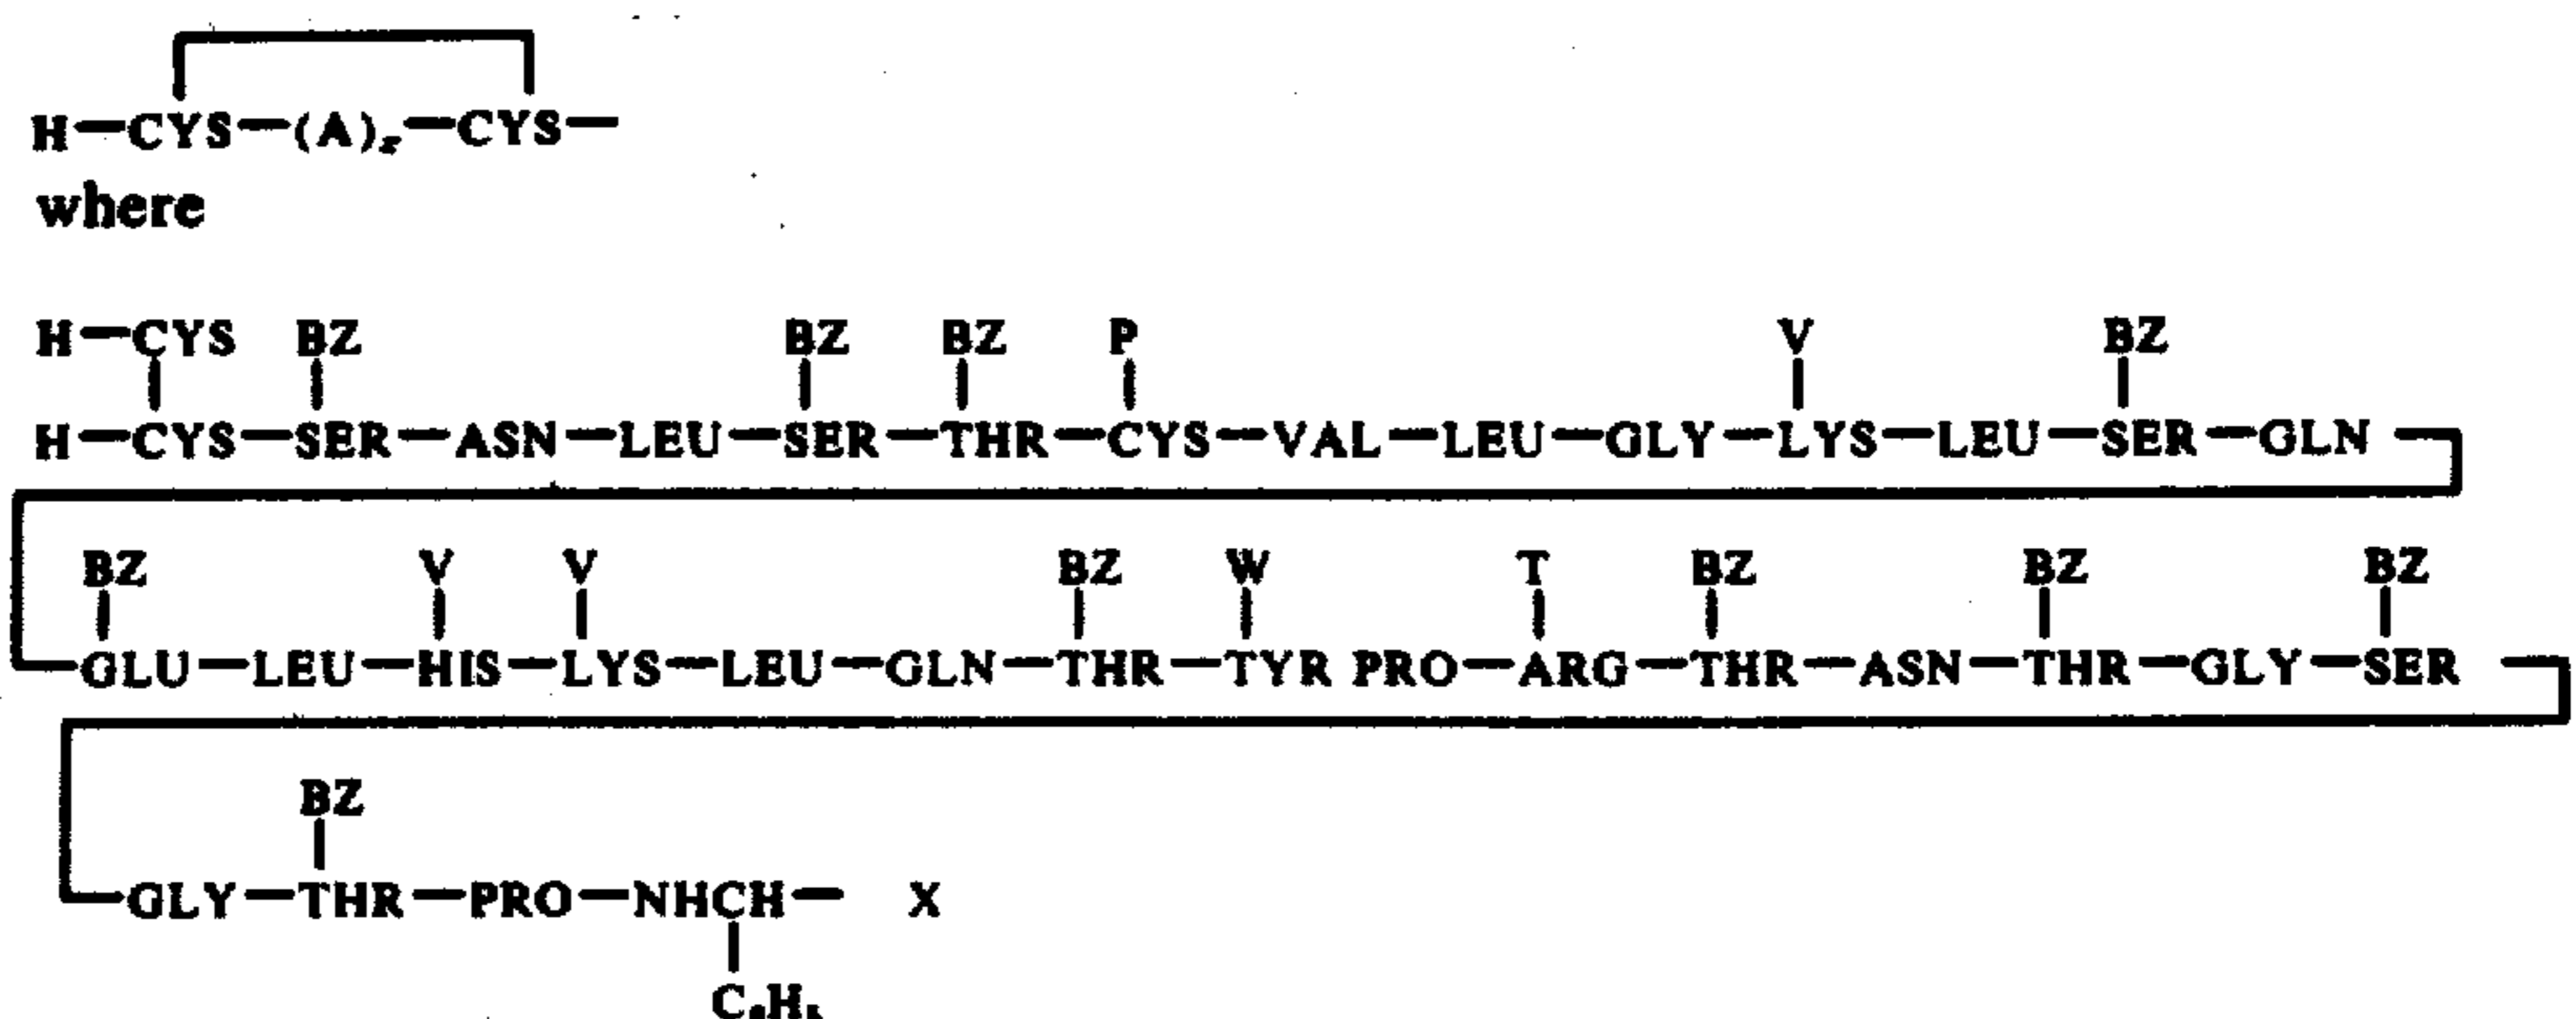 H—CYS—(A)z—CYS—
where
H—CYS BZ BZ BZ P V BZ
H—CYS—SER—ASN—LEU—SER—THR—CYS—VAL—LEU—GLY—LYS—LEU—SER—GLN
BZ V V BZ W T BZ BZ BZ
GLU—LEU—HIS—LYS—LEU—GLN—THR—TYR PRO—ARG—THR—ASN—THR—GLY—SER
BZ
GLY—THR—PRO—NHCH— X